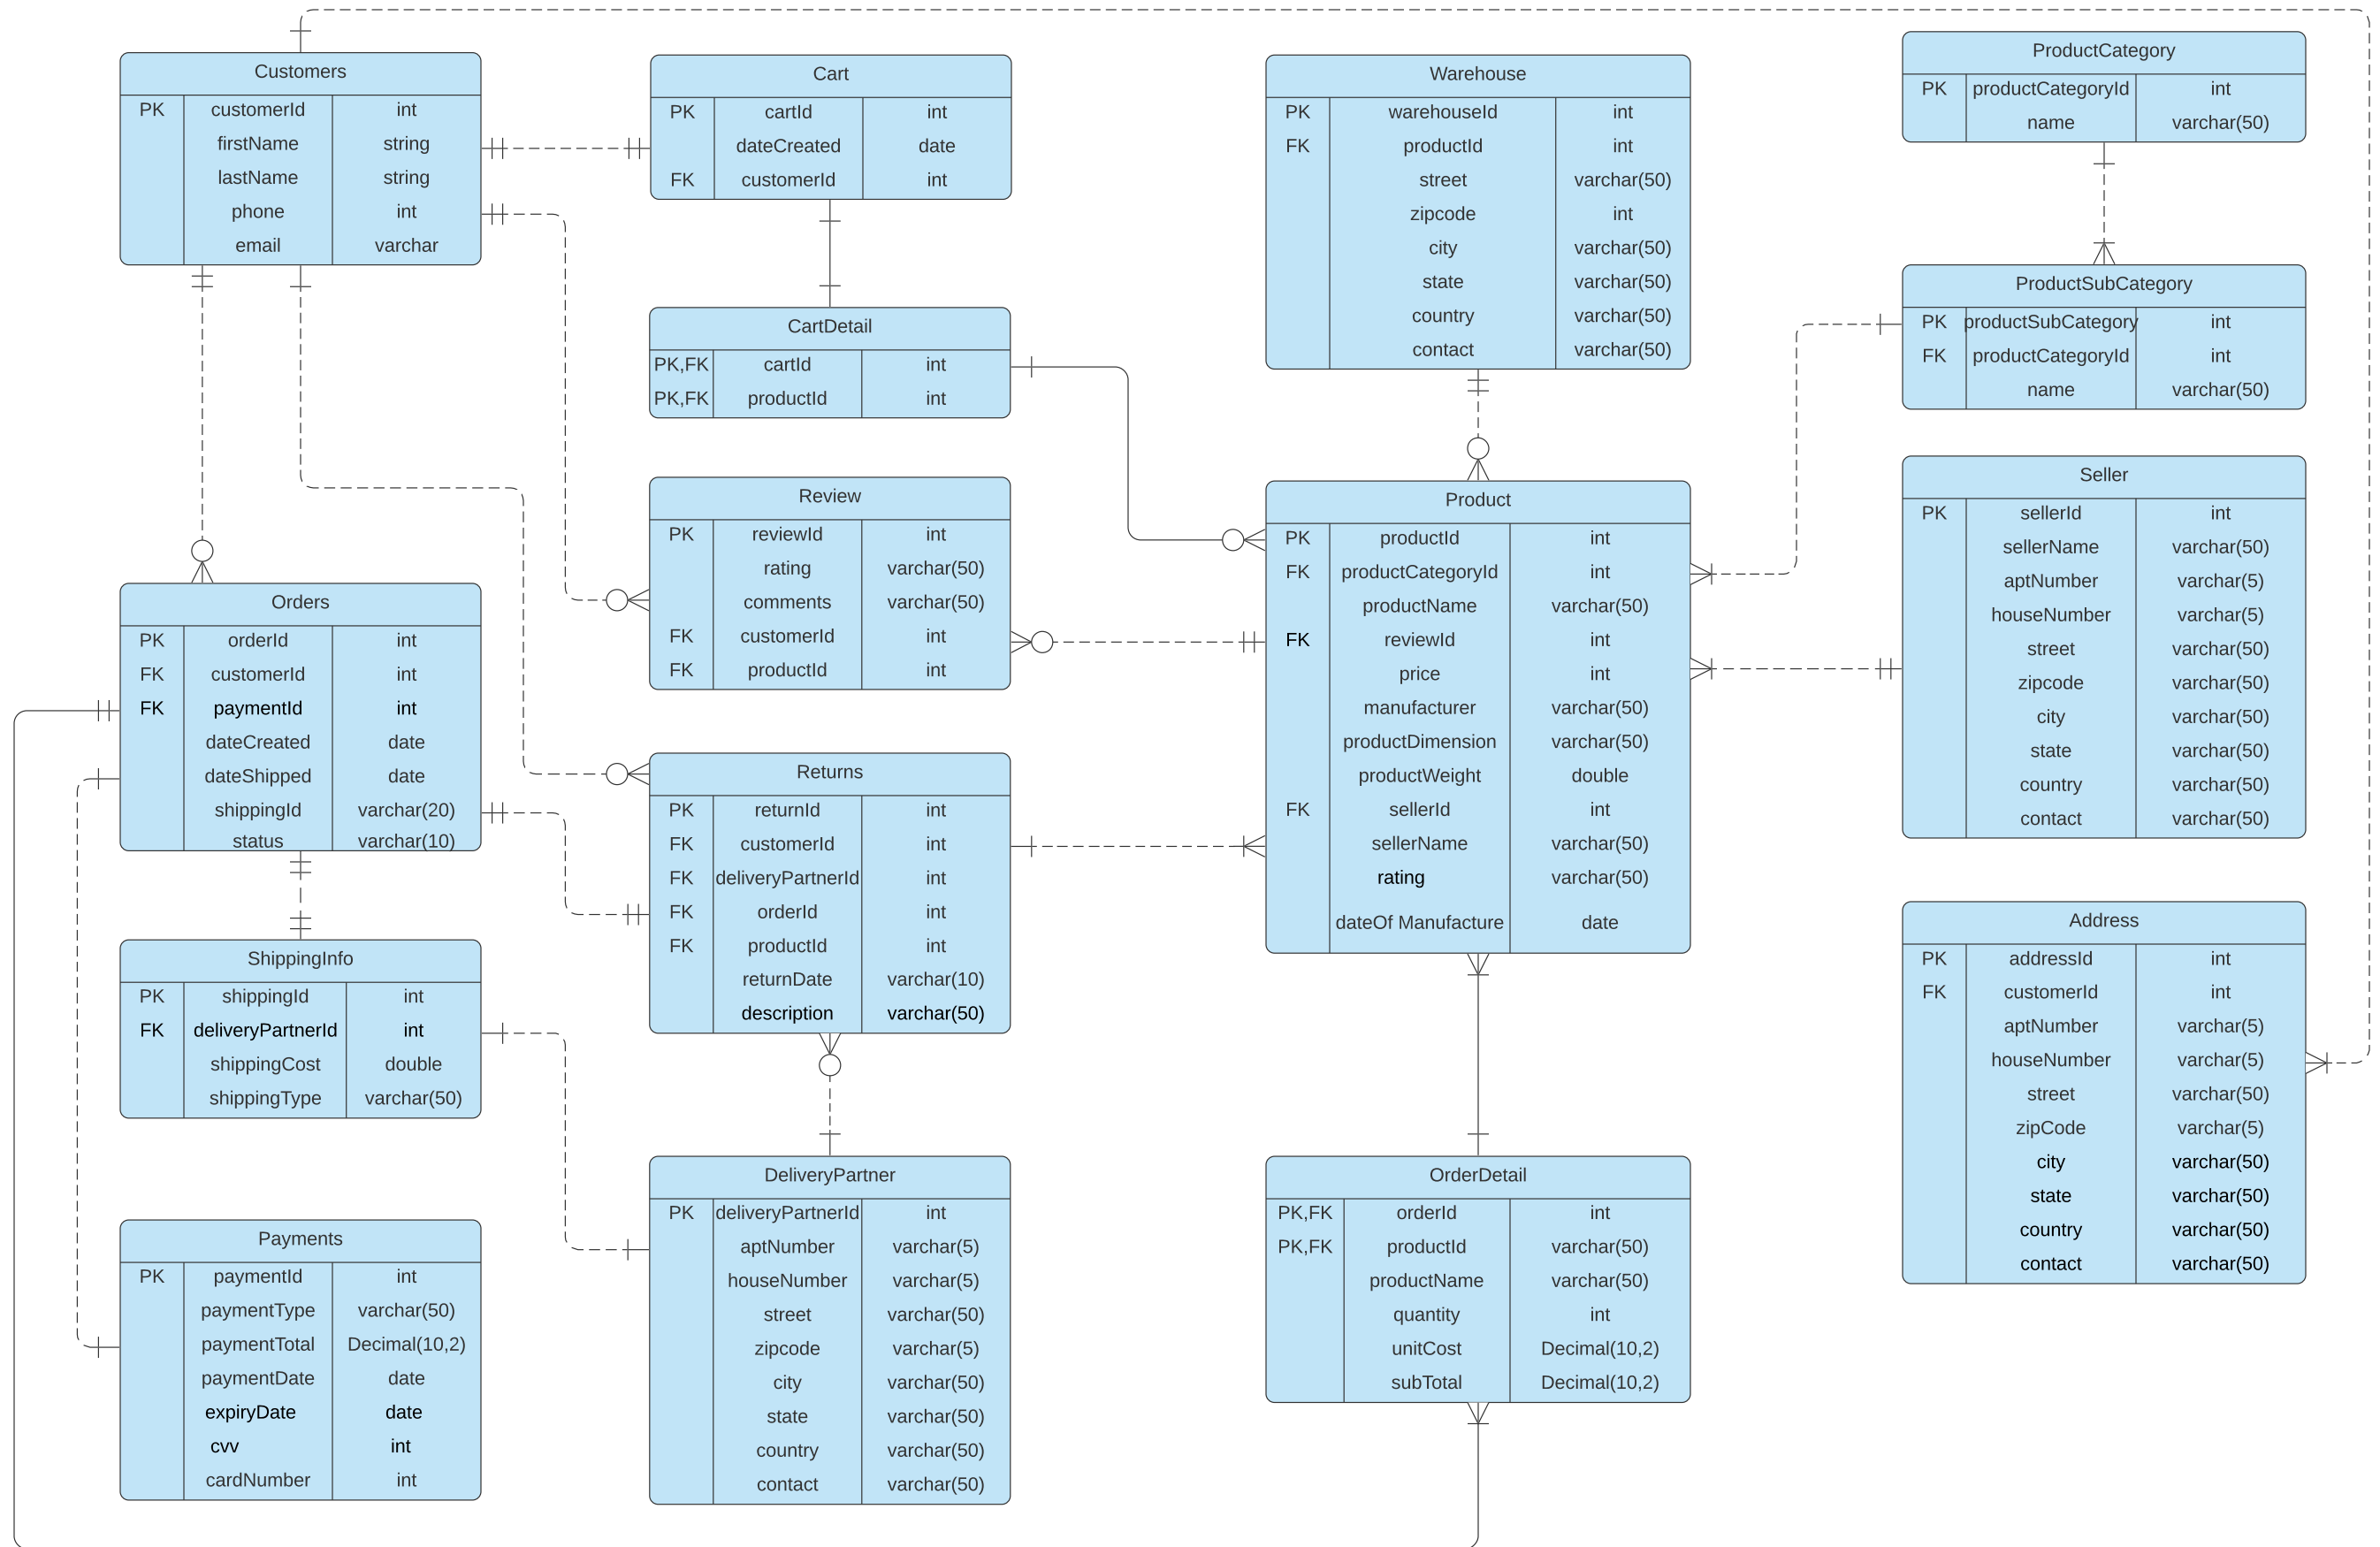 Customers
PK customerId int
firstName string
lastName string
phone int
email varchar
Cart
PK cartId int
dateCreated date
FK customerId int
Warehouse
PK warehouseId int
FK productId int
street varchar(50)
zipcode int
city varchar(50)
state varchar(50)
country varchar(50)
contact varchar(50)
ProductCategory
PK productCategoryId int
name varchar(50)
CartDetail
PK,FK cartId int
PK,FK productId int
ProductSubCategory
PK productSubCategory int
FK productCategoryId int
name varchar(50)
Review
PK reviewId int
rating varchar(50)
comments varchar(50)
FK customerId int
FK productId int
Product
PK productId int
FK productCategoryId int
productName varchar(50)
FK reviewId int
price int
manufacturer varchar(50)
productDimension varchar(50)
productWeight double
FK sellerId int
sellerName varchar(50)
rating varchar(50)
dateOf Manufacture date
Seller
PK sellerId int
sellerName varchar(50)
aptNumber varchar(5)
houseNumber varchar(5)
street varchar(50)
zipcode varchar(50)
city varchar(50)
state varchar(50)
country varchar(50)
contact varchar(50)
Orders
PK orderId int
FK customerId int
FK paymentId int
dateCreated date
dateShipped date
shippingId varchar(20)
status varchar(10)
Returns
PK returnId int
FK customerId int
FK deliveryPartnerId int
FK orderId int
FK productId int
returnDate varchar(10)
description varchar(50)
Address
PK addressId int
FK customerId int
aptNumber varchar(5)
houseNumber varchar(5)
street varchar(50)
zipCode varchar(5)
city varchar(50)
state varchar(50)
country varchar(50)
contact varchar(50)
ShippingInfo
PK shippingId int
FK deliveryPartnerId int
shippingCost double
shippingType varchar(50)
DeliveryPartner
PK deliveryPartnerId int
aptNumber varchar(5)
houseNumber varchar(5)
street varchar(50)
zipcode varchar(5)
city varchar(50)
state varchar(50)
country varchar(50)
contact varchar(50)
OrderDetail
PK,FK orderId int
PK,FK productId varchar(50)
productName varchar(50)
quantity int
unitCost Decimal(10,2)
subTotal Decimal(10,2)
Payments
PK paymentId int
paymentType varchar(50)
paymentTotal Decimal(10,2)
paymentDate date
expiryDate date
cvv int
cardNumber int